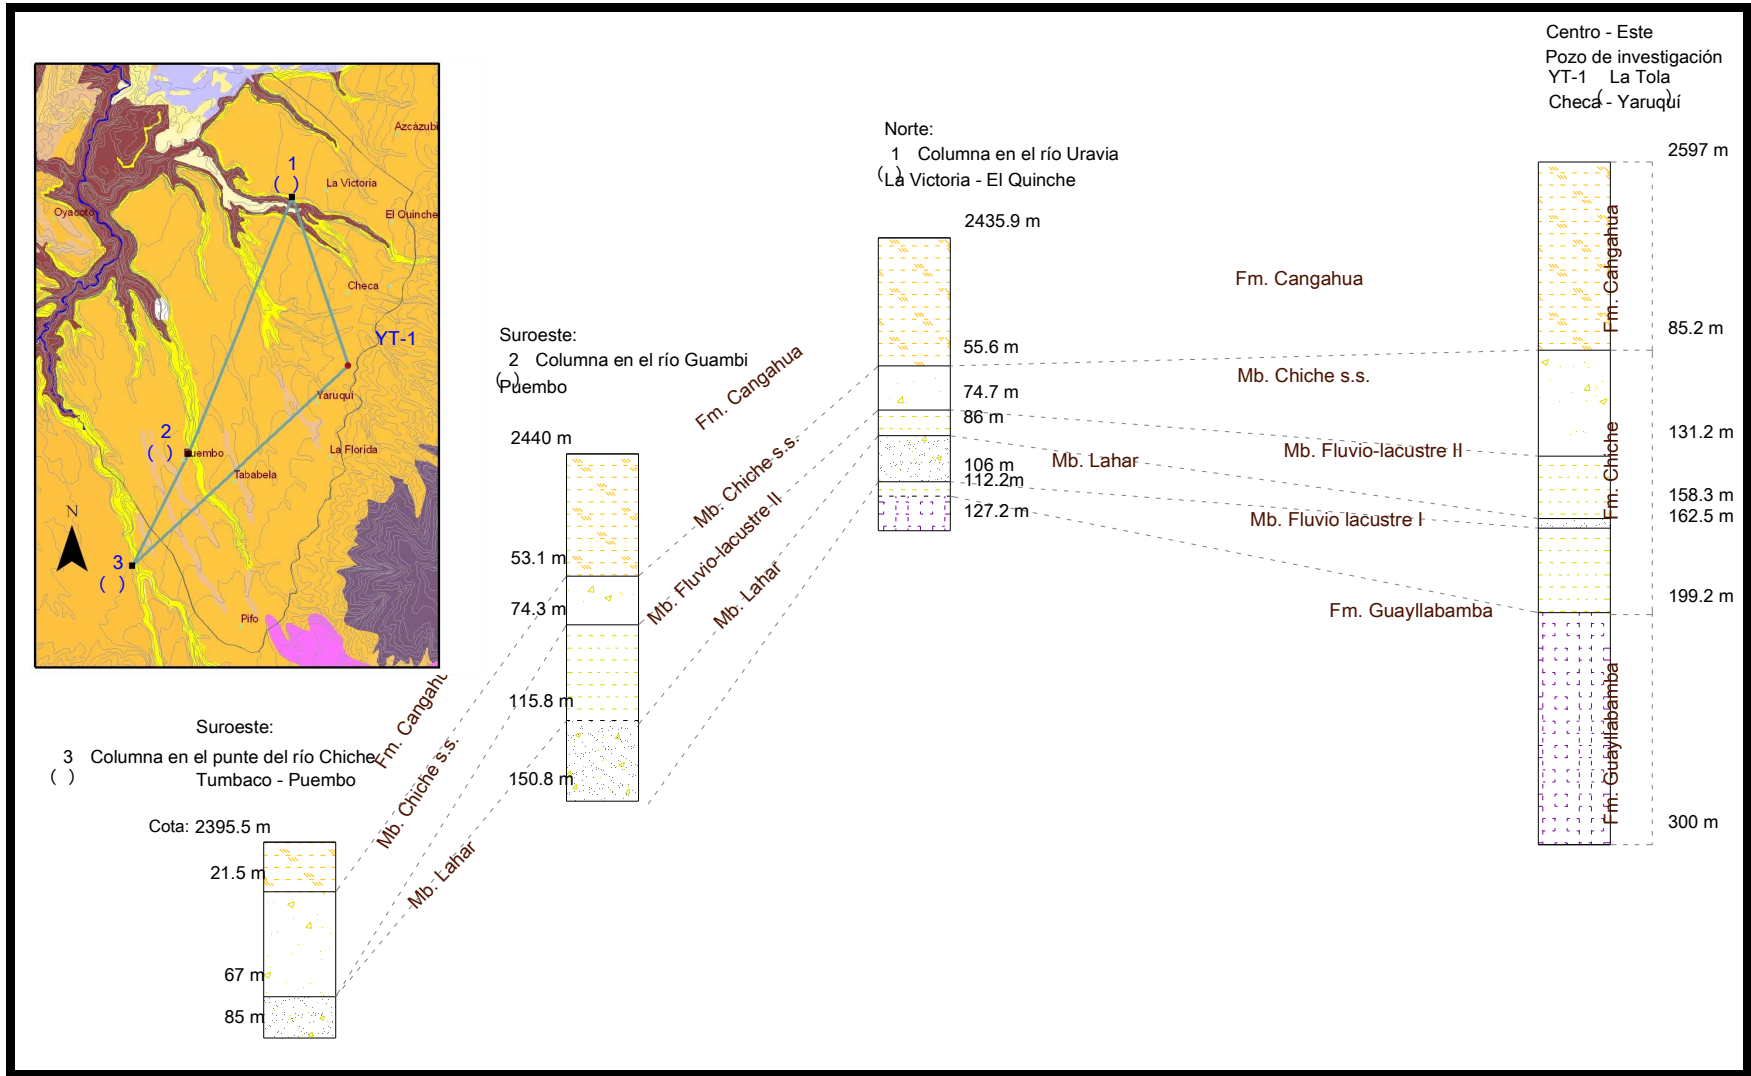 Centro - Este
Pozo de investigación
YT-1 ( La Tola )
Checa - Yaruquí
2597 m
Fm. Cangahua
85.2 m
Fm. Chiche
131.2 m
158.3 m
162.5 m
199.2 m
Fm. Guayllabamba
300 m
Norte:
( 1 ) Columna en el río Uravia
La Victoria - El Quinche
2435.9 m
55.6 m
74.7 m
86 m
106 m
112.2m
127.2 m
Fm. Cangahua
Mb. Chiche s.s.
Mb. Fluvio-lacustre II
Mb. Lahar
Mb. Fluvio lacustre I
Fm. Guayllabamba
Suroeste:
( 2 ) Columna en el río Guambi
Puembo
2440 m
53.1 m
74.3 m
115.8 m
150.8 m
Fm. Cangahua
Mb. Chiche s.s.
Mb. Fluvio-lacustre II
Mb. Lahar
Suroeste:
( 3 ) Columna en el punte del río Chiche
Tumbaco - Puembo
Cota: 2395.5 m
21.5 m
67 m
85 m
Fm. Cangahu
Mb. Chiche s.s.
Mb. Lahar
Azcázubi
1
( )
La Victoria
Oyacoto
El Quinche
Checa
YT-1
Yaruquí
2
( )
Puembo
La Florida
Tababela
N
3
( )
Pifo